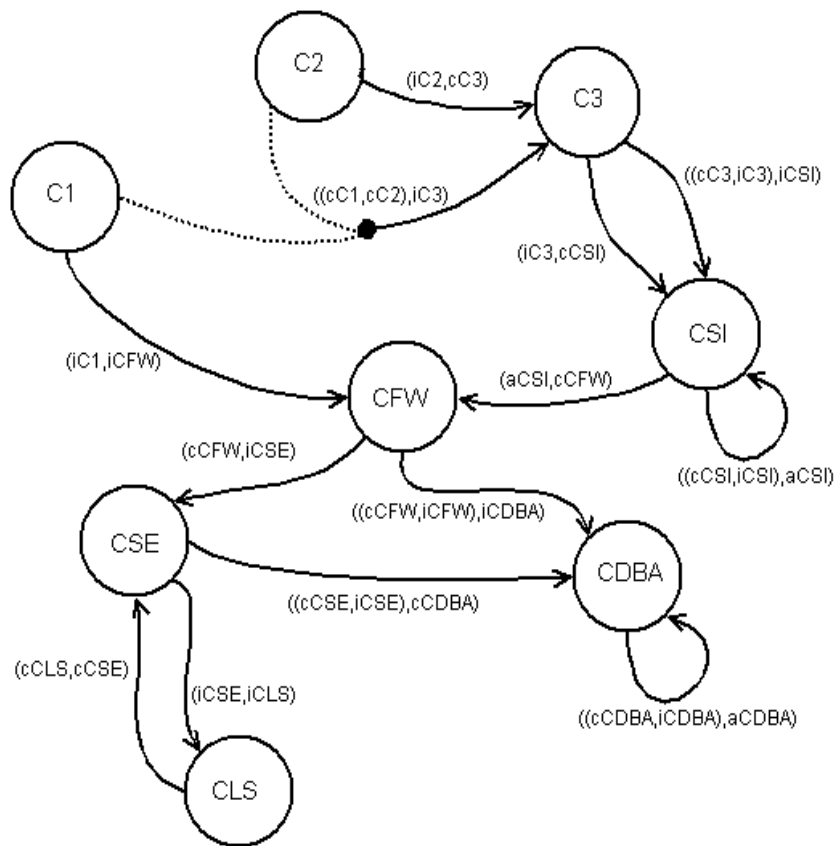 C2
(iC2,cC3)
C3
C1
((cC1,cC2),iC3)
((cC3,iC3),iCSI)
(iC3,cCSI)
CSI
(iC1,iCFW)
(aCSI,cCFW)
CFW
(cCFW,iCSE)
((cCSI,iCSI),aCSI)
((cCFW,iCFW),iCDBA)
CSE
CDBA
((cCSE,iCSE),cCDBA)
(cCLS,cCSE)
(iCSE,iCLS)
((cCDBA,iCDBA),aCDBA)
CLS